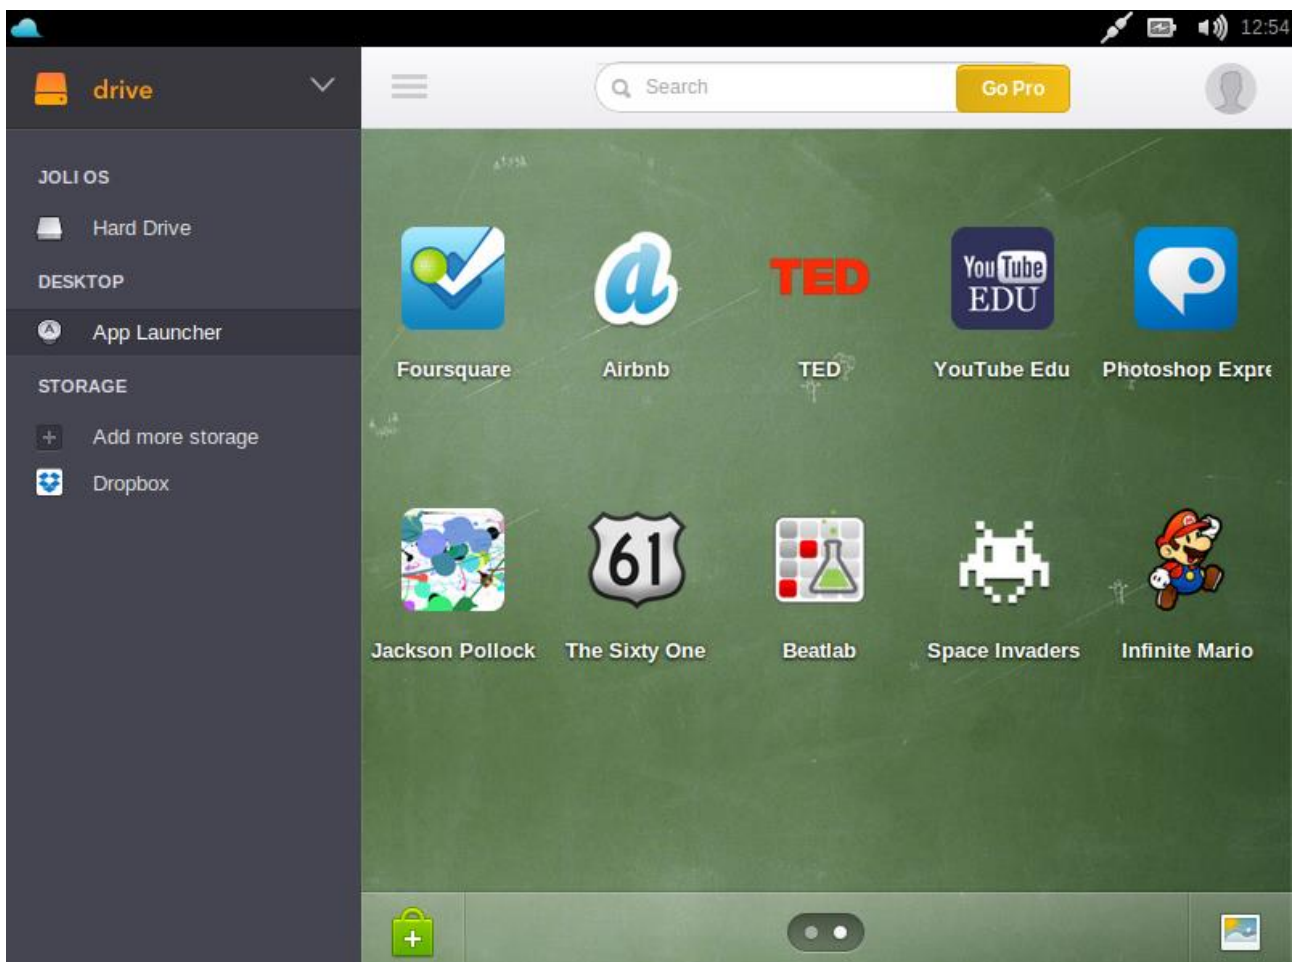 12:54
drive
Search
Go Pro
JOLI OS
Hard Drive
DESKTOP
App Launcher
STORAGE
Add more storage
Dropbox
TED
You Tube
EDU
Foursquare
Airbnb
TED
YouTube Edu
Photoshop Expre
61
Jackson Pollock
The Sixty One
Beatlab
Space Invaders
Infinite Mario